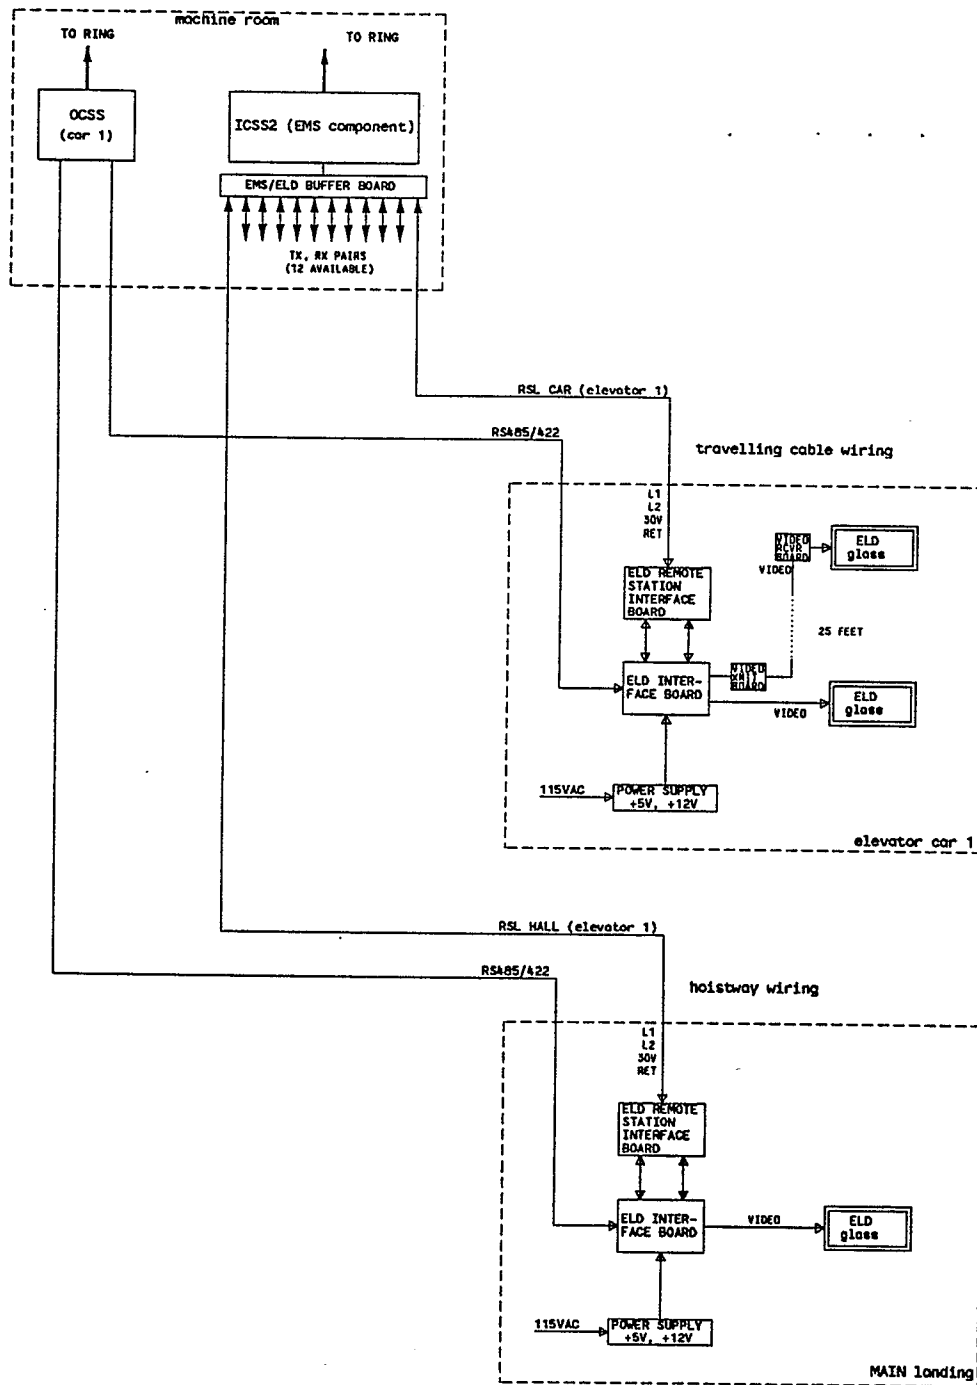 machine room
TO RING
TO RING
OCSS
(car 1)
ICSS2 (EMS component)
EMS/ELD BUFFER BOARD
TX, RX PAIRS
(12 AVAILABLE)
RSL CAR (elevator 1)
RS485/422
travelling cable wiring
L1
L2
30V
RET
VIDEO
RCVR
BOARD
ELD
glass
VIDEO
ELD REMOTE
STATION
INTERFACE
BOARD
25 FEET
ELD INTER-
FACE BOARD
VIDEO
XMIT
BOARD
ELD
glass
VIDEO
115VAC
POWER SUPPLY
+5V, +12V
elevator car 1
RSL HALL (elevator 1)
RS485/422
hoistway wiring
L1
L2
30V
RET
ELD REMOTE
STATION
INTERFACE
BOARD
ELD INTER-
FACE BOARD
VIDEO
ELD
glass
115VAC
POWER SUPPLY
+5V, +12V
MAIN landing